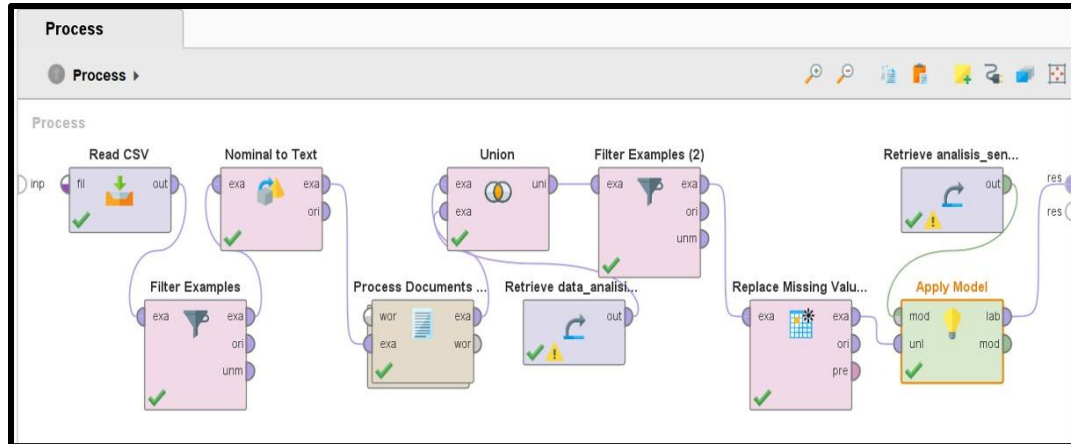 Process
Process
Process
Read CSV
inp
fil
out
Nominal to Text
exa
exa
ori
Union
exa
exa
uni
Filter Examples (2)
exa
exa
ori
unm
Retrieve analisis_sen...
out
res
res
Filter Examples
exa
exa
ori
unm
Process Documents ...
wor
exa
exa
wor
Retrieve data_analisi...
out
Replace Missing Valu...
exa
exa
ori
pre
Apply Model
mod
lab
unl
mod